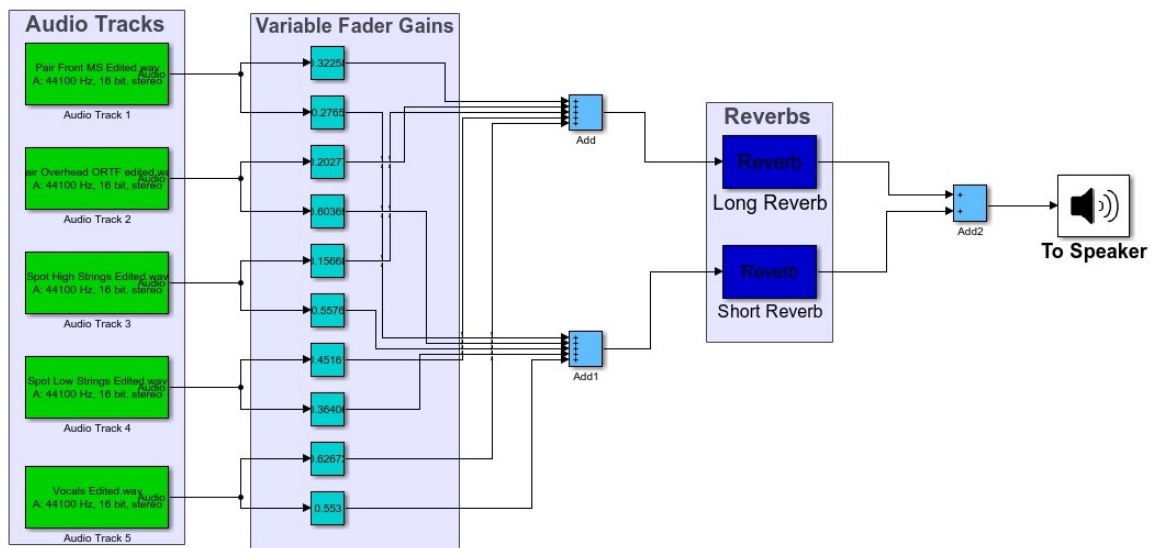 Audio Tracks
Pair Front MS Edited.wav
Audio
A: 44100 Hz, 16 bit, stereo
Audio Track 1
air Overhead ORTF edited.wa
Audio
A: 44100 Hz, 16 bit, stereo
Audio Track 2
Spot High Strings Edited.wav
Audio
A: 44100 Hz, 16 bit, stereo
Audio Track 3
Spot Low Strings Edited.wav
Audio
A: 44100 Hz, 16 bit, stereo
Audio Track 4
Vocals Edited.wav
Audio
A: 44100 Hz, 16 bit, stereo
Audio Track 5
Variable Fader Gains
0.3225
0.2765
0.2027
0.6036
0.1566
0.5576
0.4516
0.3640
0.6267
0.553
+
+
+
+
+
Add
+
+
+
+
+
Add1
Reverbs
Reverb
Long Reverb
Reverb
Short Reverb
+
+
Add2
To Speaker